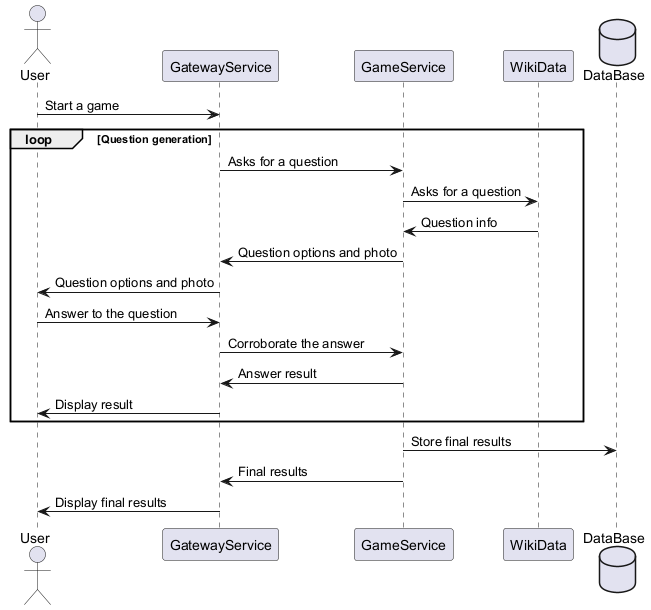 User
GatewayService
GameService
WikiData
DataBase
Start a game
loop
[Question generation]
Asks for a question
Asks for a question
Question info
Question options and photo
Question options and photo
Answer to the question
Corroborate the answer
Answer result
Display result
Store final results
Final results
Display final results
User
GatewayService
GameService
WikiData
DataBase